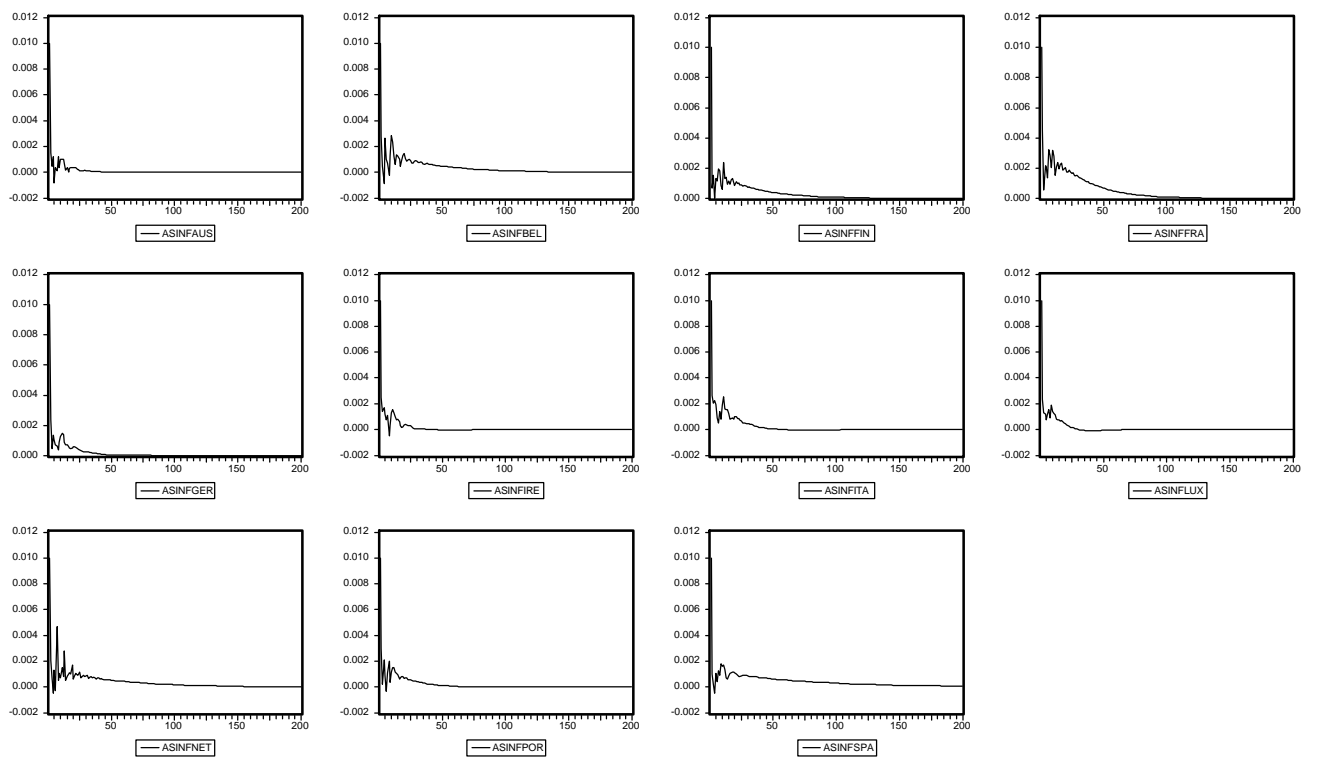 0.012 0.012 0.012 0.012
0.010 0.010 0.010 0.010
0.008 0.008 0.008 0.008
0.006 0.006 0.006 0.006
0.004 0.004 0.004 0.004
0.002 0.002 0.002 0.002
0.000 0.000 0.000 0.000
-0.002 -0.002
50 100 150 200 50 100 150 200 50 100 150 200 50 100 150 200
ASINFAUS ASINFBEL ASINFFIN ASINFFRA
0.012 0.012 0.012 0.012
0.010 0.010 0.010 0.010
0.008 0.008 0.008 0.008
0.006 0.006 0.006 0.006
0.004 0.004 0.004 0.004
0.002 0.002 0.002 0.002
0.000 0.000 0.000 0.000
-0.002 -0.002 -0.002
50 100 150 200 50 100 150 200 50 100 150 200 50 100 150 200
ASINFGER ASINFIRE ASINFITA ASINFLUX
0.012 0.012 0.012
0.010 0.010 0.010
0.008 0.008 0.008
0.006 0.006 0.006
0.004 0.004 0.004
0.002 0.002 0.002
0.000 0.000 0.000
-0.002 -0.002 -0.002
50 100 150 200 50 100 150 200 50 100 150 200
ASINFNET ASINFPOR ASINFSPA